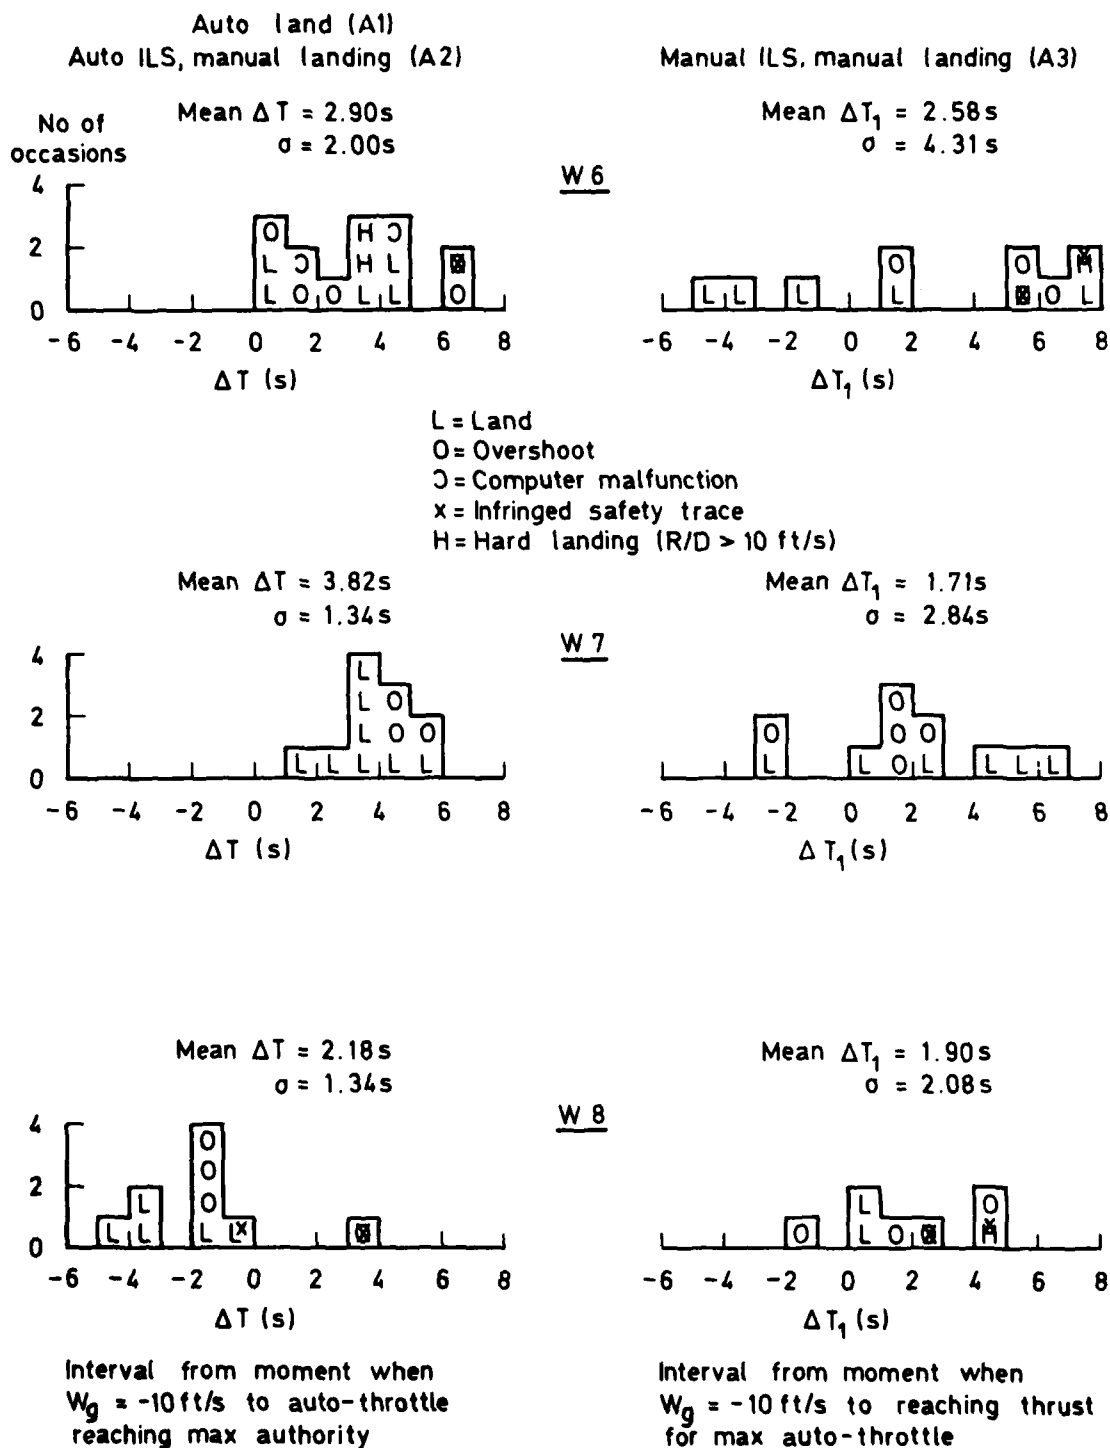 Auto land (A1)
Auto ILS, manual landing (A2)
Manual ILS, manual landing (A3)
No of
occasions
Mean ΔT = 2.90s
σ = 2.00s
Mean ΔT₁ = 2.58s
σ = 4.31s
W6
4
2
0
O
L L
L O O
H Ɔ
H L
L L
O
-6 -4 -2 0 2 4 6 8
ΔT (s)
L L L
O
L
O
O
L
-6 -4 -2 0 2 4 6 8
ΔT₁ (s)
L = Land
O = Overshoot
Ɔ = Computer malfunction
x = Infringed safety trace
H = Hard landing (R/D > 10 ft/s)
Mean ΔT = 3.82s
σ = 1.34s
Mean ΔT₁ = 1.71s
σ = 2.84s
W7
4
2
0
L
L O
L O O
L L L L L
-6 -4 -2 0 2 4 6 8
ΔT (s)
O
O O O
L L O L L L L
-6 -4 -2 0 2 4 6 8
ΔT₁ (s)
Mean ΔT = 2.18s
σ = 1.34s
Mean ΔT₁ = 1.90s
σ = 2.08s
W8
4
2
0
O
O
L O
L L L Lx
-6 -4 -2 0 2 4 6 8
ΔT (s)
L O
O L O
-6 -4 -2 0 2 4 6 8
ΔT₁ (s)
Interval from moment when
Wg = -10ft/s to auto-throttle
reaching max authority
Interval from moment when
Wg = -10ft/s to reaching thrust
for max auto-throttle